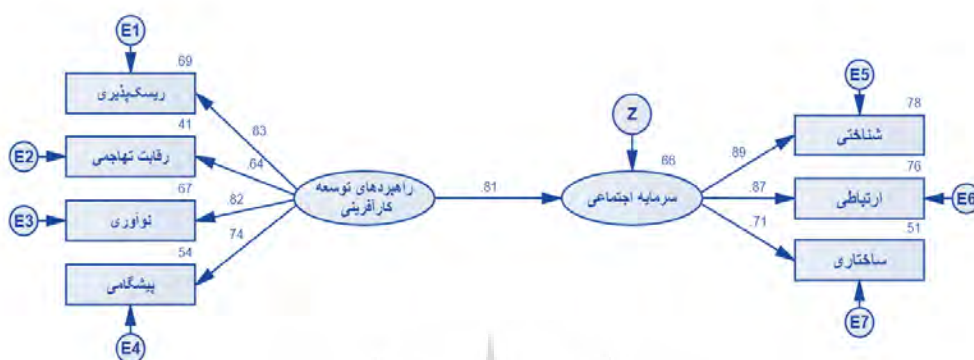 E1
.69
ریسک‌پذیری
E2
.41
رقابت تهاجمی
E3
.67
نوآوری
.54
پیشگامی
E4
.83
.64
.82
.74
راهبردهای توسعه
کارآفرینی
.81
Z
.66
سرمایه اجتماعی
.89
.87
.71
E5
.78
شناختی
.76
ارتباطی
E6
.51
ساختاری
E7